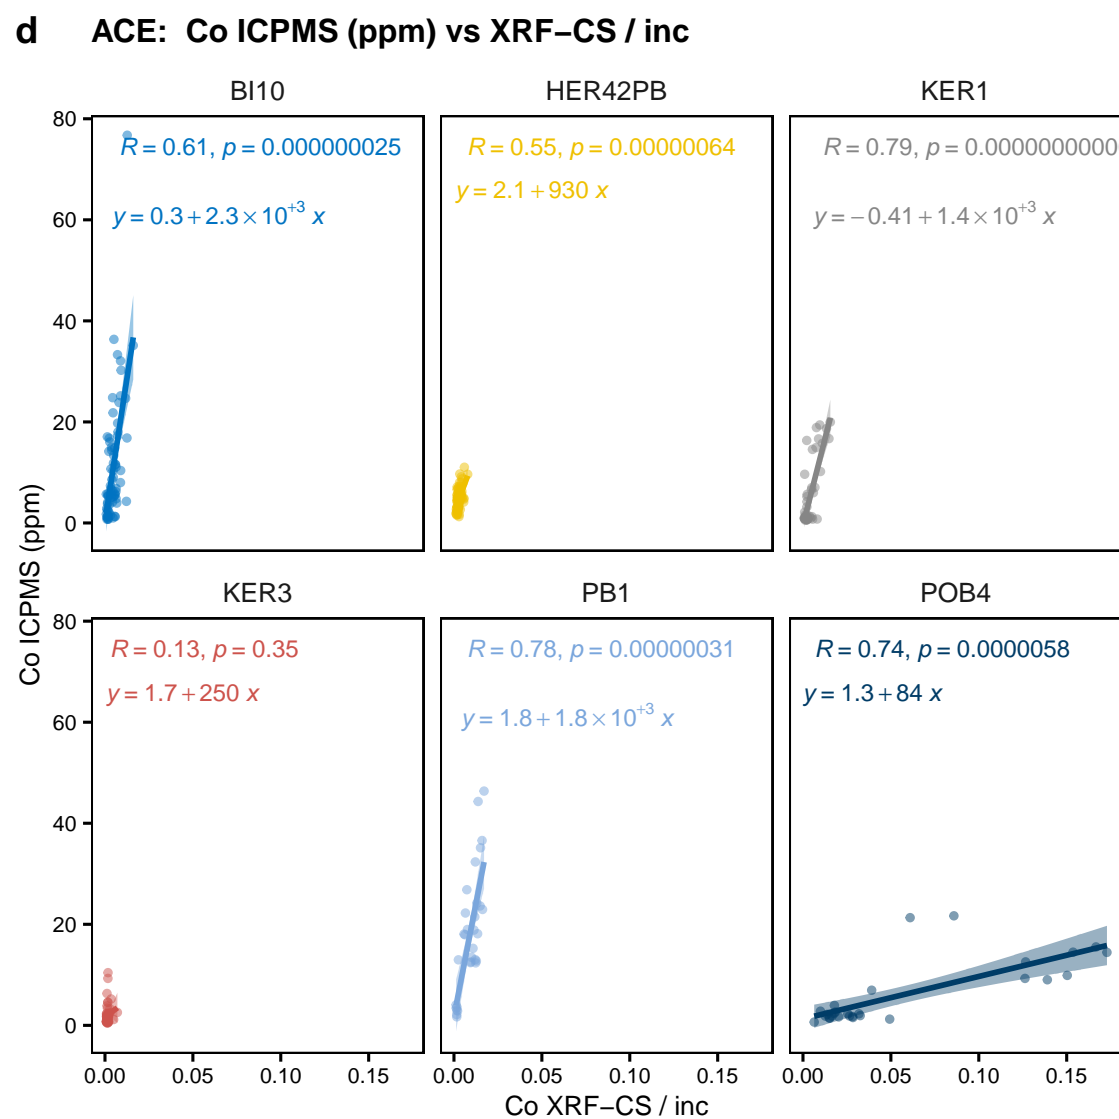 d ACE: Co ICPMS (ppm) vs XRF−CS / inc
BI10 HER42PB KER1
R = 0.61, p = 0.000000025 R = 0.55, p = 0.00000064 R = 0.79, p = 0.0000000000
y = 0.3 + 2.3 × 10⁺³ x y = 2.1 + 930 x y = − 0.41 + 1.4 × 10⁺³ x
80
60
40
20
0
KER3 PB1 POB4
R = 0.13, p = 0.35 R = 0.78, p = 0.00000031 R = 0.74, p = 0.0000058
y = 1.7 + 250 x y = 1.8 + 1.8 × 10⁺³ x y = 1.3 + 84 x
80
60
40
20
0
0.00 0.05 0.10 0.15 0.00 0.05 0.10 0.15 0.00 0.05 0.10 0.15
Co ICPMS (ppm)
Co XRF−CS / inc